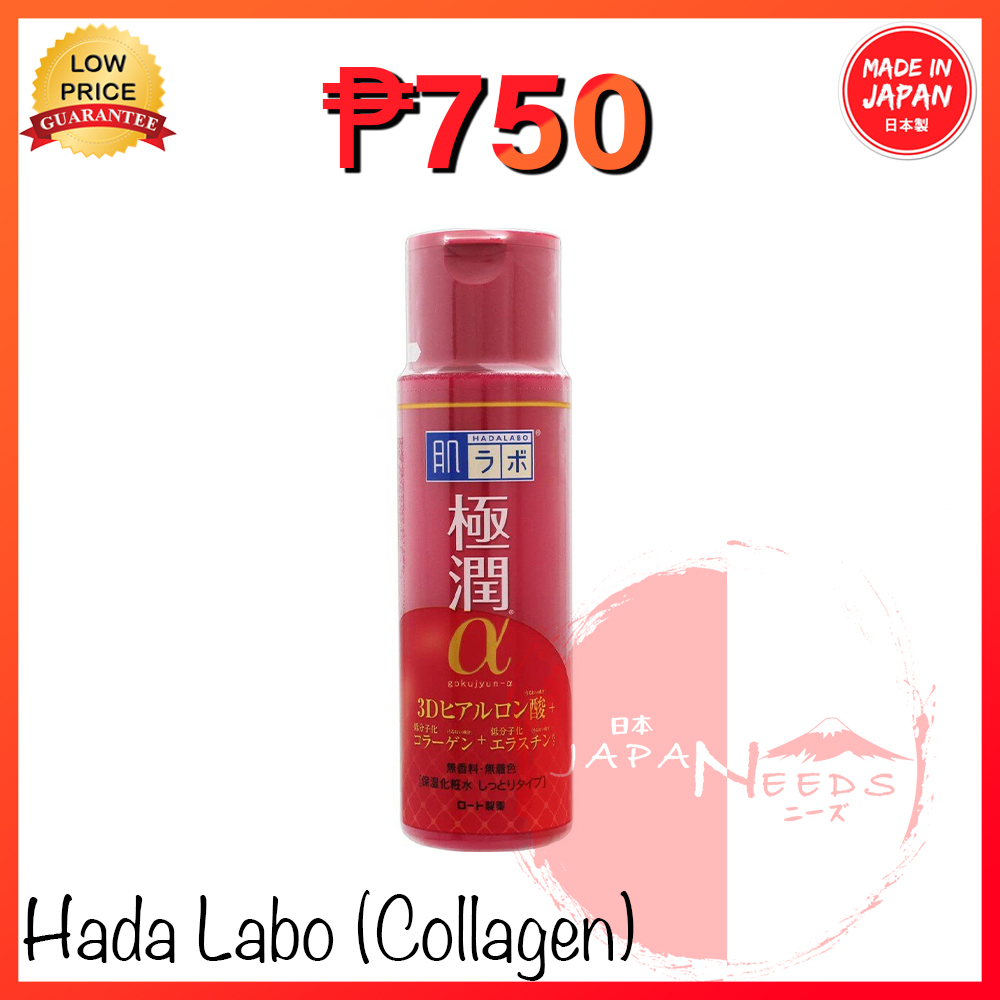 LOW
PRICE
GUARANTEE
₱750
MADE IN
JAPAN
日本製
HADALABO
肌ラボ®
極潤®
α
gokujyun-α
3Dヒアルロン酸+
低分子化 低分子化
コラーゲン+エラスチン
無香料・無着色
[保湿化粧水 しっとりタイプ]
ロート製薬
日本
JAPANEEDS
ニーズ
Hada Labo (Collagen)